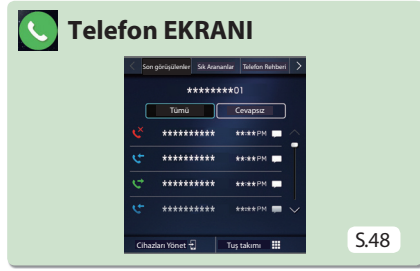 Telefon EKRANI
Son görüşülenler Sık Arananlar Telefon Rehberi
********01
Tümü Cevapsız
********** **:**PM
********** **:**PM
********** **:**PM
********** **:**PM
Cihazları Yönet Tuş takımı
S.48